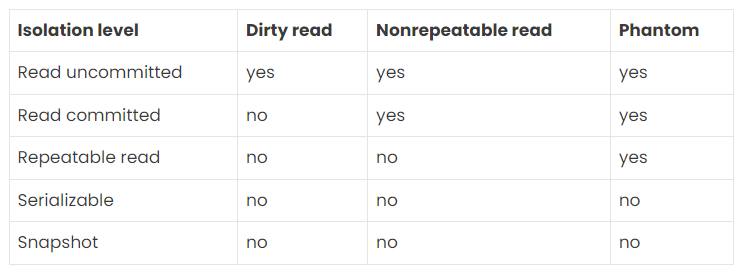 Isolation level Dirty read Nonrepeatable read Phantom
Read uncommitted yes yes yes
Read committed no yes yes
Repeatable read no no yes
Serializable no no no
Snapshot no no no